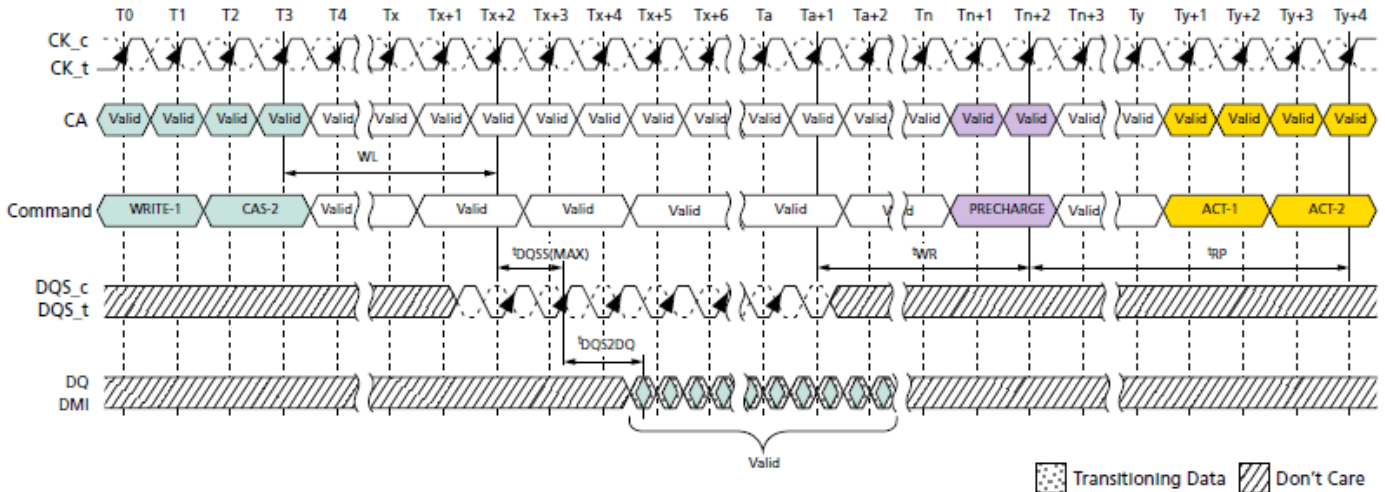 T0 T1 T2 T3 T4 Tx Tx+1 Tx+2 Tx+3 Tx+4 Tx+5 Tx+6 Ta Ta+1 Ta+2 Tn Tn+1 Tn+2 Tn+3 Ty Ty+1 Ty+2 Ty+3 Ty+4
CK_c
CK_t
CA Valid Valid Valid Valid Valid Valid Valid Valid Valid Valid Valid Valid Valid Valid Valid Valid Valid Valid Valid Valid Valid Valid Valid Valid
WL
Command WRITE-1 CAS-2 Valid Valid Valid Valid Valid Valid PRECHARGE Valid ACT-1 ACT-2
tDQSS(MAX) tWR tRP
DQS_c
DQS_t
tDQS2DQ
DQ
DMI
Valid
Transitioning Data Don't Care